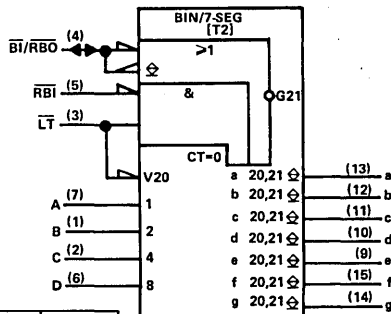 BIN/7-SEG
[T2]
BI/RBO (4) ≥1
RBI (5) & G21
LT (3)
CT=0
V20
a 20,21 (13) a
A (7) 1
b 20,21 (12) b
B (1) 2
c 20,21 (11) c
C (2) 4
d 20,21 (10) d
D (6) 8
e 20,21 (9) e
f 20,21 (15) f
g 20,21 (14) g